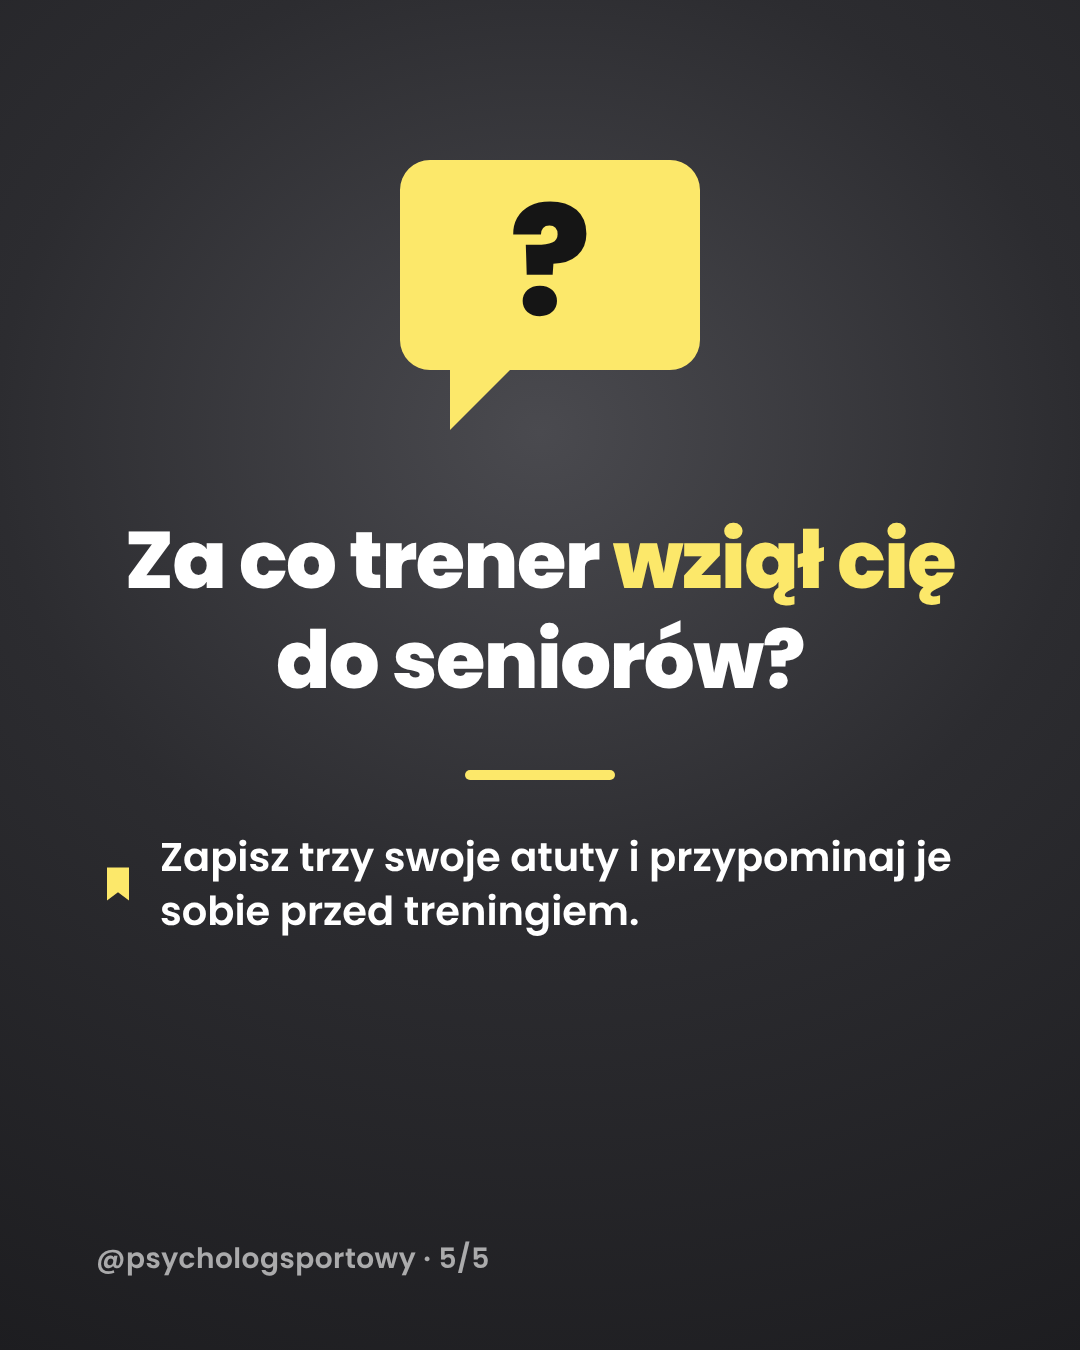 ?
Za co trener wziął cię
do seniorów?
Zapisz trzy swoje atuty i przypominaj je
sobie przed treningiem.
@psychologsportowy · 5/5